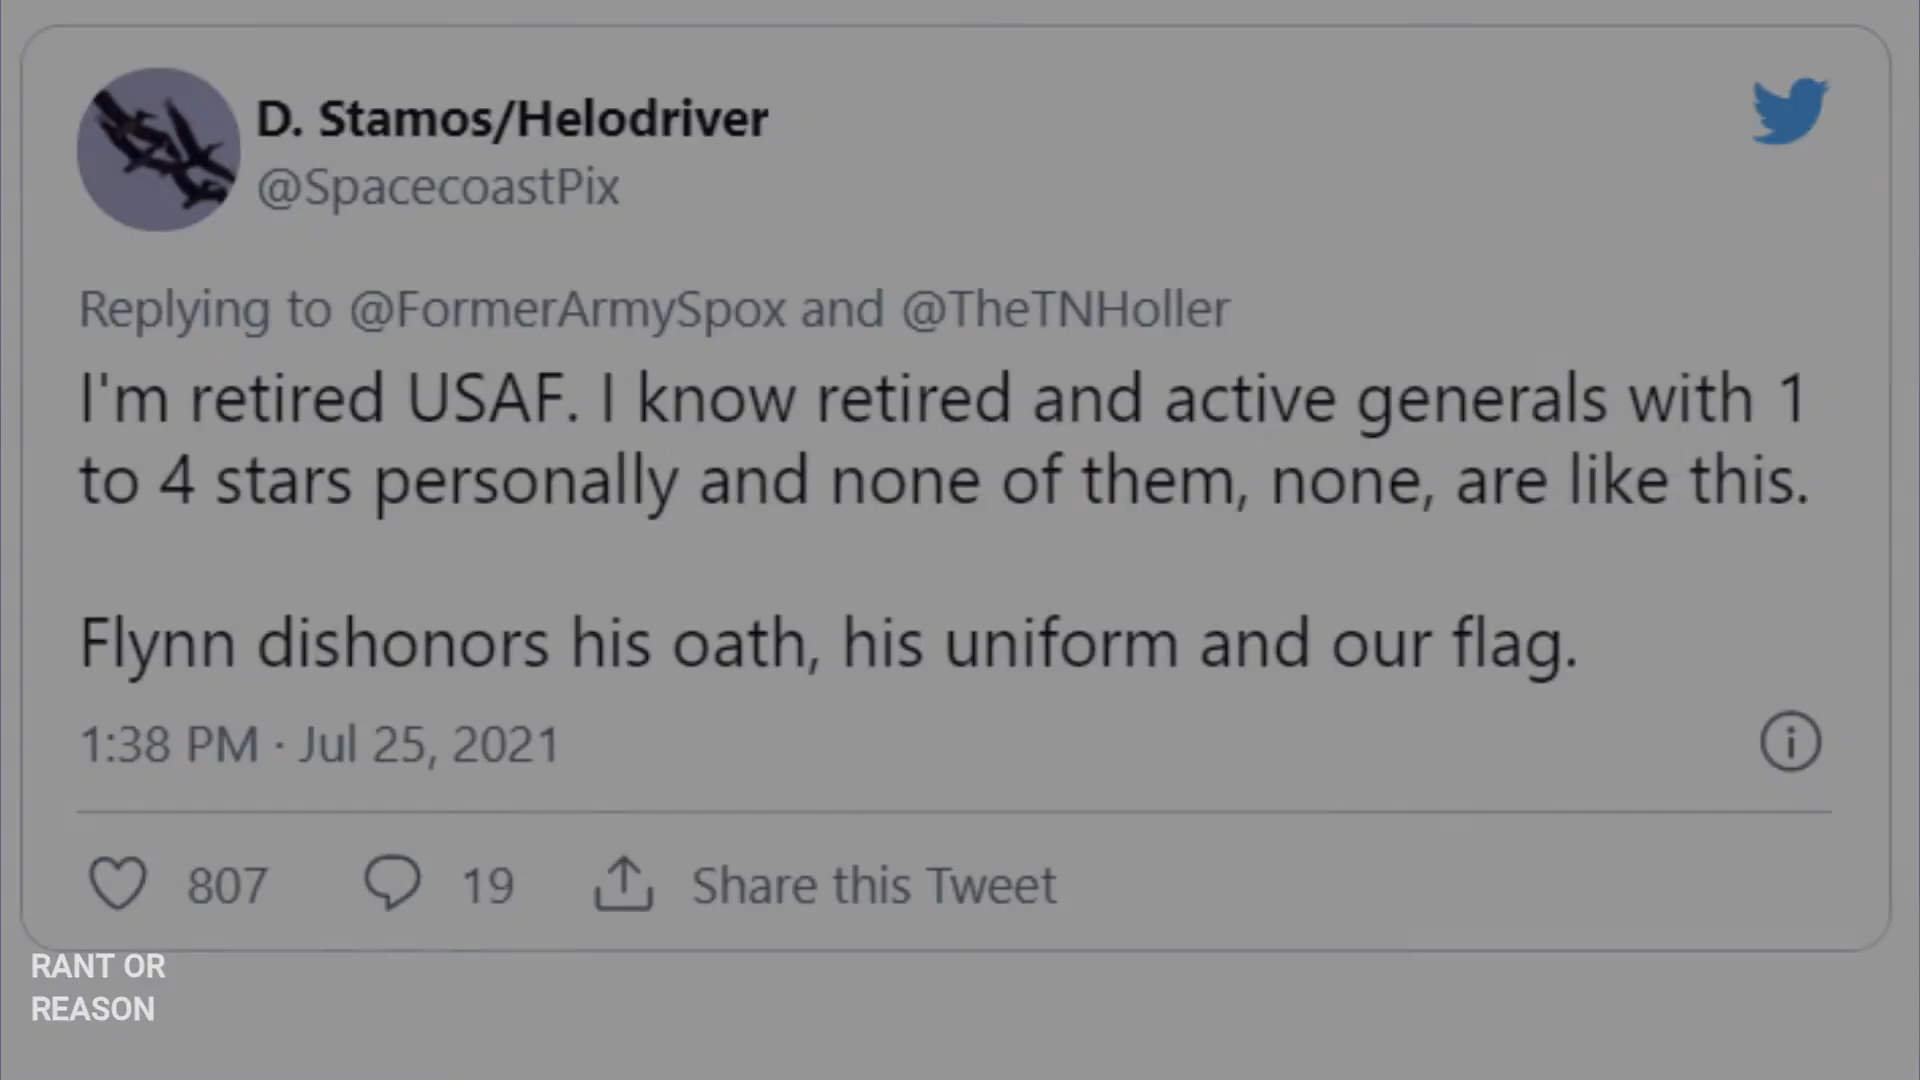 D. Stamos/Helodriver
@SpacecoastPix
Replying to @FormerArmySpox and @TheTNHoller
I'm retired USAF. I know retired and active generals with 1
to 4 stars personally and none of them, none, are like this.
Flynn dishonors his oath, his uniform and our flag.
1:38 PM · Jul 25, 2021
807 19 Share this Tweet
RANT OR
REASON